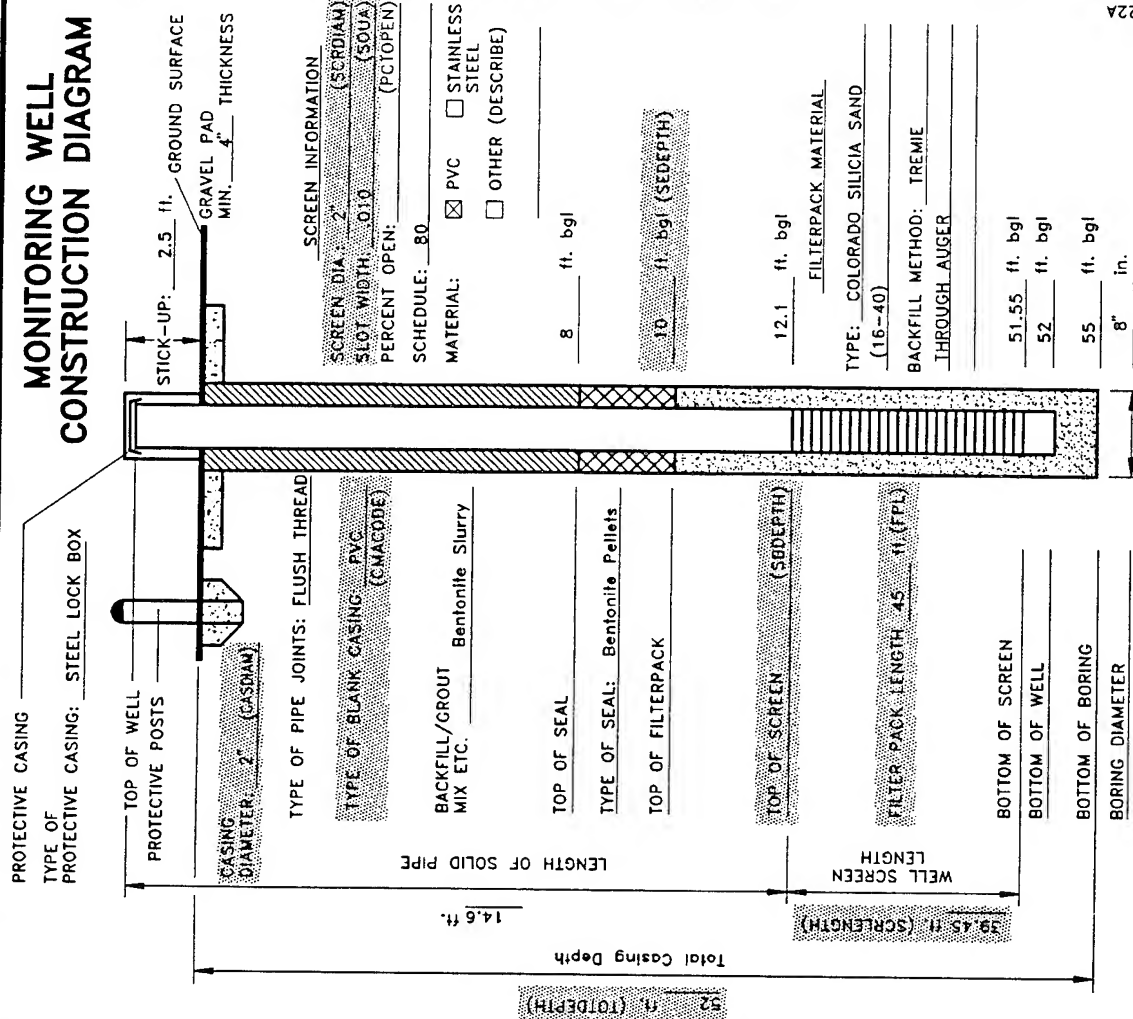 MONITORING WELL
CONSTRUCTION DIAGRAM
PROTECTIVE CASING
TYPE OF
PROTECTIVE CASING: STEEL LOCK BOX
TOP OF WELL
PROTECTIVE POSTS
STICK-UP: 2.5 ft.
GROUND SURFACE
GRAVEL PAD
MIN. 4" THICKNESS
CASING
DIAMETER: 2" (CASDIAM)
TYPE OF PIPE JOINTS: FLUSH THREAD
TYPE OF BLANK CASING PVC
(CMACODE)
BACKFILL/GROUT
MIX ETC. Bentonite Slurry
SCREEN INFORMATION
SCREEN DIA: 2" (SCRDIAM)
SLOT WIDTH: .010 (SOUA)
PERCENT OPEN: (PCTOPEN)
SCHEDULE: 80
MATERIAL: ☒ PVC ☐ STAINLESS
STEEL
☐ OTHER (DESCRIBE)
TOP OF SEAL
8 ft. bgl
TYPE OF SEAL: Bentonite Pellets
TOP OF FILTERPACK
10 ft. bgl (SEDEPTH)
TOP OF SCREEN (SBDEPTH)
12.1 ft. bgl
FILTERPACK MATERIAL
TYPE: COLORADO SILICIA SAND
(16-40)
BACKFILL METHOD: TREMIE
THROUGH AUGER
FILTER PACK LENGTH 45 ft (FPL)
BOTTOM OF SCREEN
51.55 ft. bgl
BOTTOM OF WELL
52 ft. bgl
BOTTOM OF BORING
55 ft. bgl
BORING DIAMETER
8" in.
LENGTH OF SOLID PIPE
14.6 ft.
WELL SCREEN
LENGTH
39.45 ft. (SCRLENGTH)
Total Casing Depth
52 ft. (TOTDEPTH)
22A